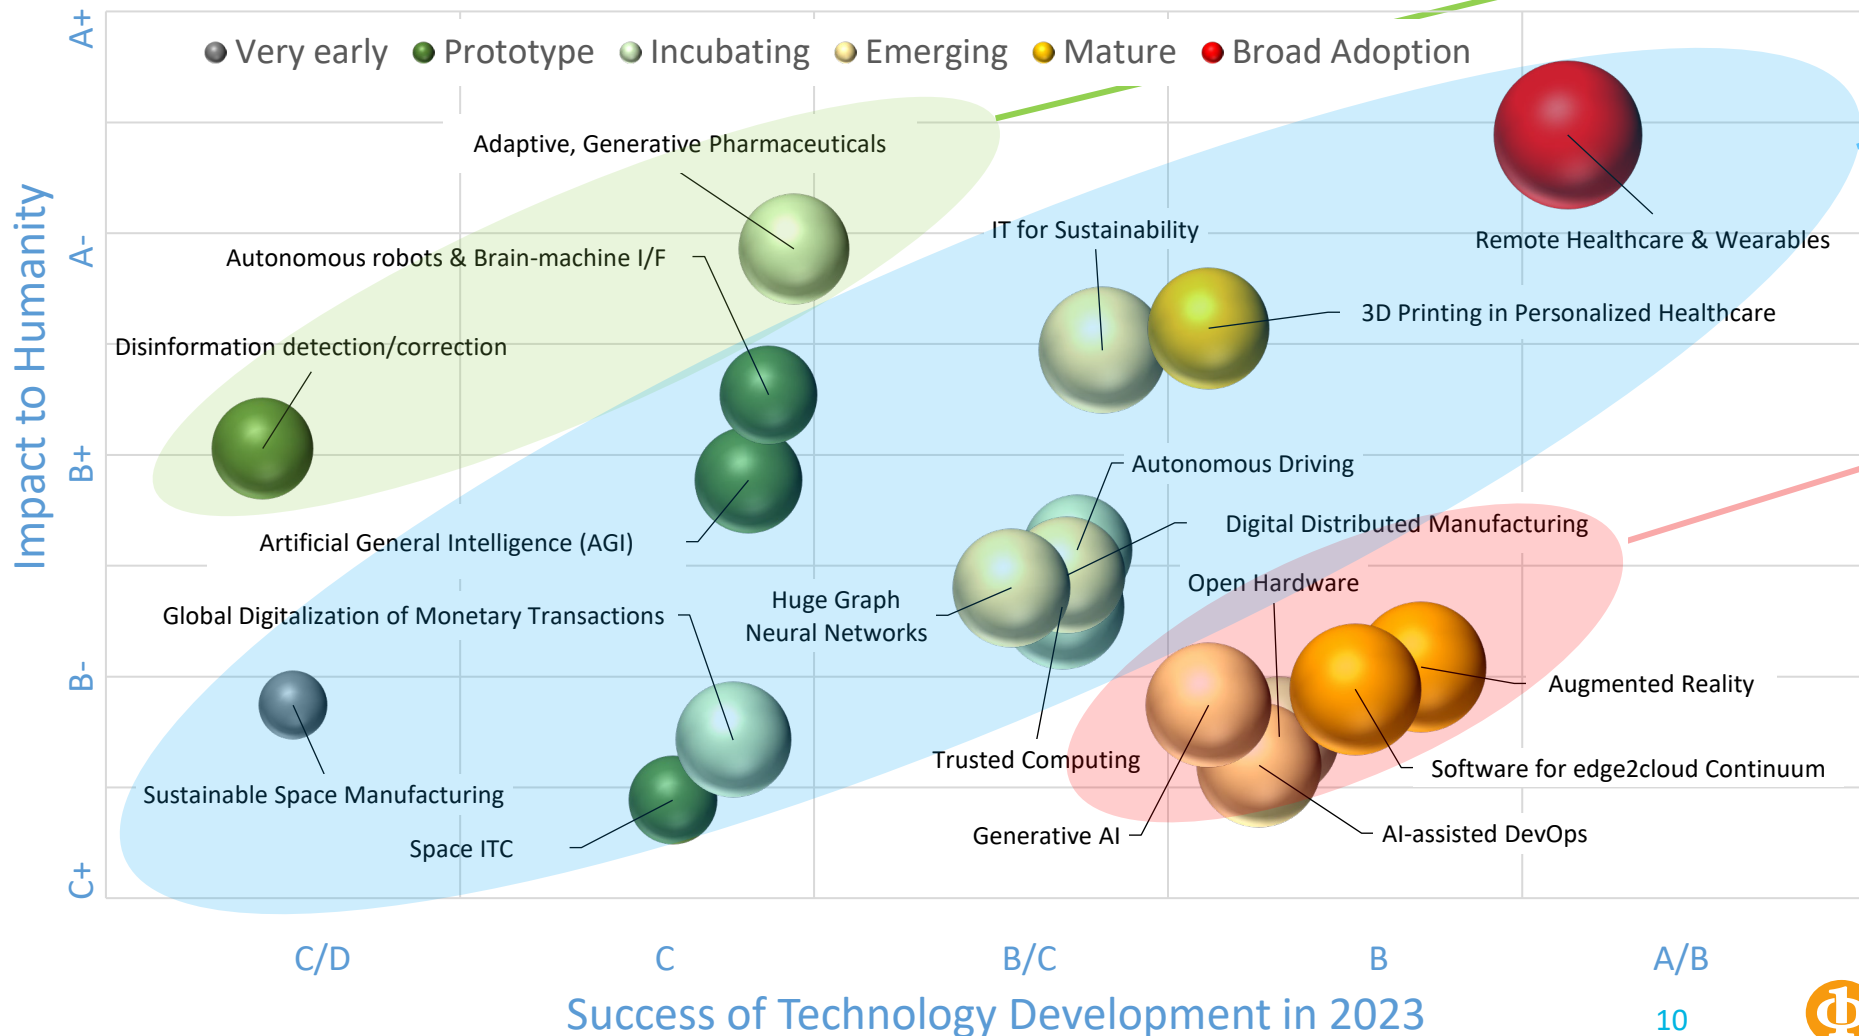 A+
Very early Prototype Incubating Emerging Mature Broad Adoption
Adaptive, Generative Pharmaceuticals
IT for Sustainability
Remote Healthcare & Wearables
A-
Autonomous robots & Brain-machine I/F
3D Printing in Personalized Healthcare
Disinformation detection/correction
Impact to Humanity
B+
Autonomous Driving
Digital Distributed Manufacturing
Artificial General Intelligence (AGI)
Open Hardware
Huge Graph
Neural Networks
Global Digitalization of Monetary Transactions
B-
Augmented Reality
Trusted Computing
Software for edge2cloud Continuum
Sustainable Space Manufacturing
Generative AI
AI-assisted DevOps
Space ITC
C+
C/D C B/C B A/B
Success of Technology Development in 2023
10